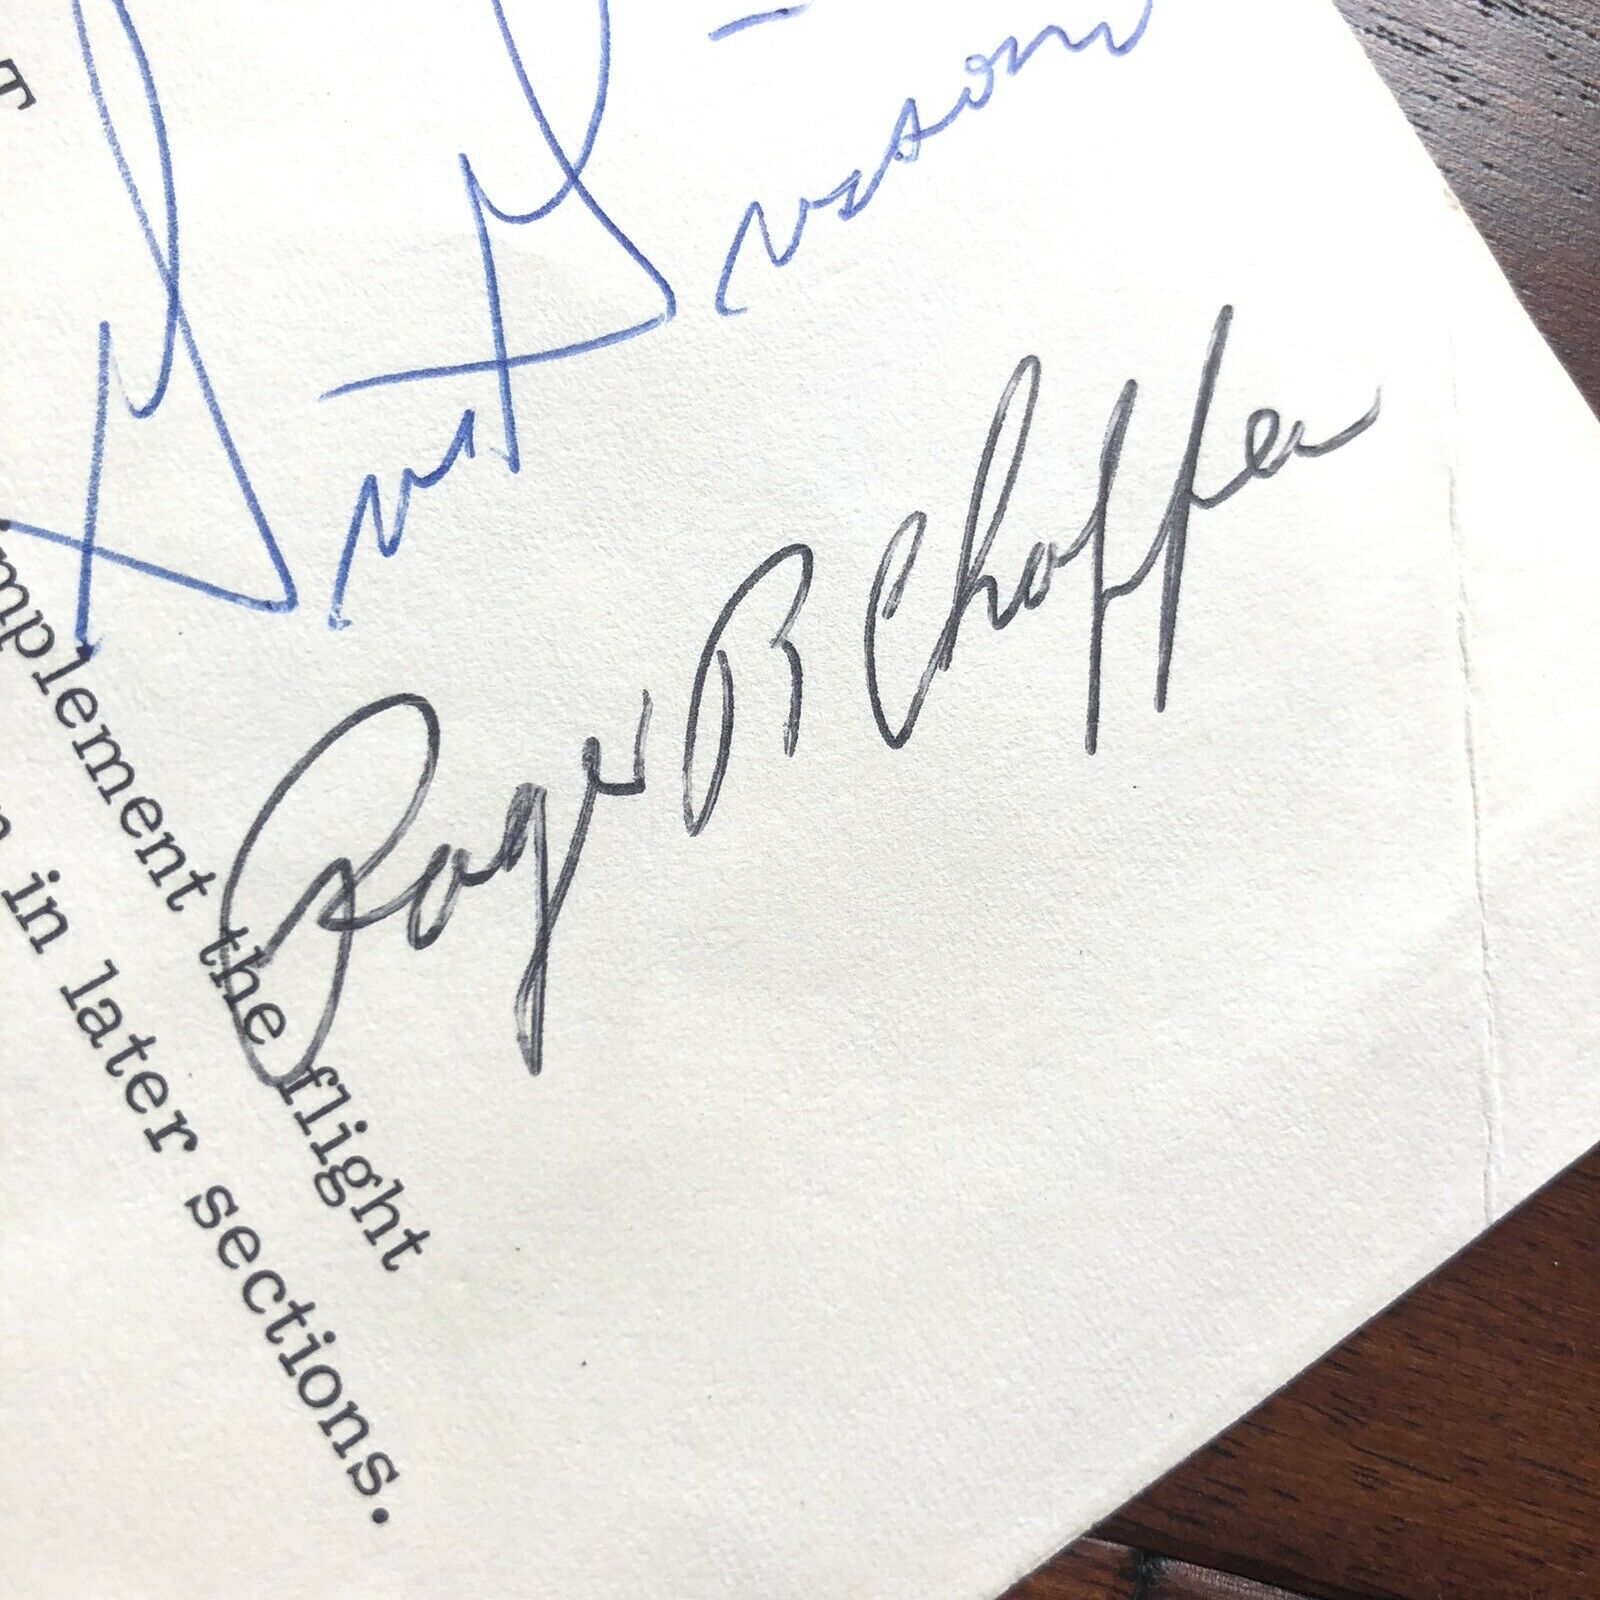 T
Gus Grissom
Roger B Chaffee
mplement the flight
in later sections.